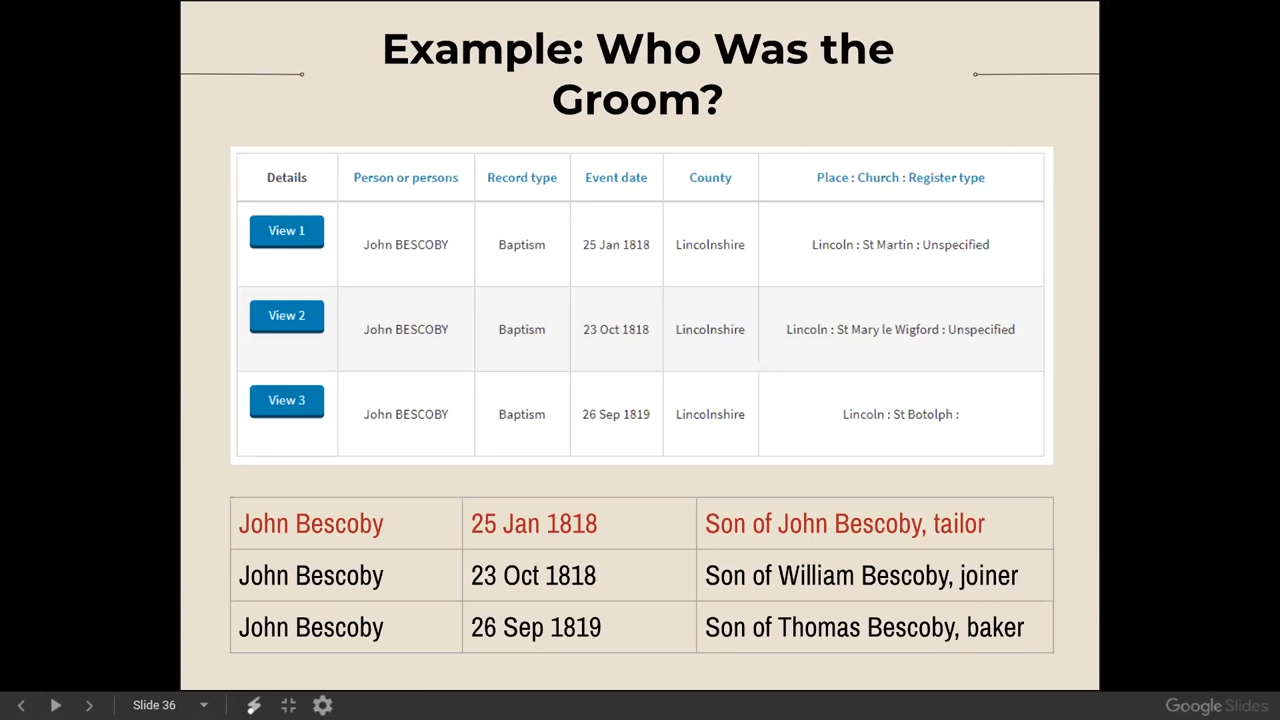 Example: Who Was the
Groom?
Details Person or persons Record type Event date County Place : Church : Register type
View 1 John BESCOBY Baptism 25 Jan 1818 Lincolnshire Lincoln : St Martin : Unspecified
View 2 John BESCOBY Baptism 23 Oct 1818 Lincolnshire Lincoln : St Mary le Wigford : Unspecified
View 3 John BESCOBY Baptism 26 Sep 1819 Lincolnshire Lincoln : St Botolph :
John Bescoby 25 Jan 1818 Son of John Bescoby, tailor
John Bescoby 23 Oct 1818 Son of William Bescoby, joiner
John Bescoby 26 Sep 1819 Son of Thomas Bescoby, baker
Slide 36 Google Slides